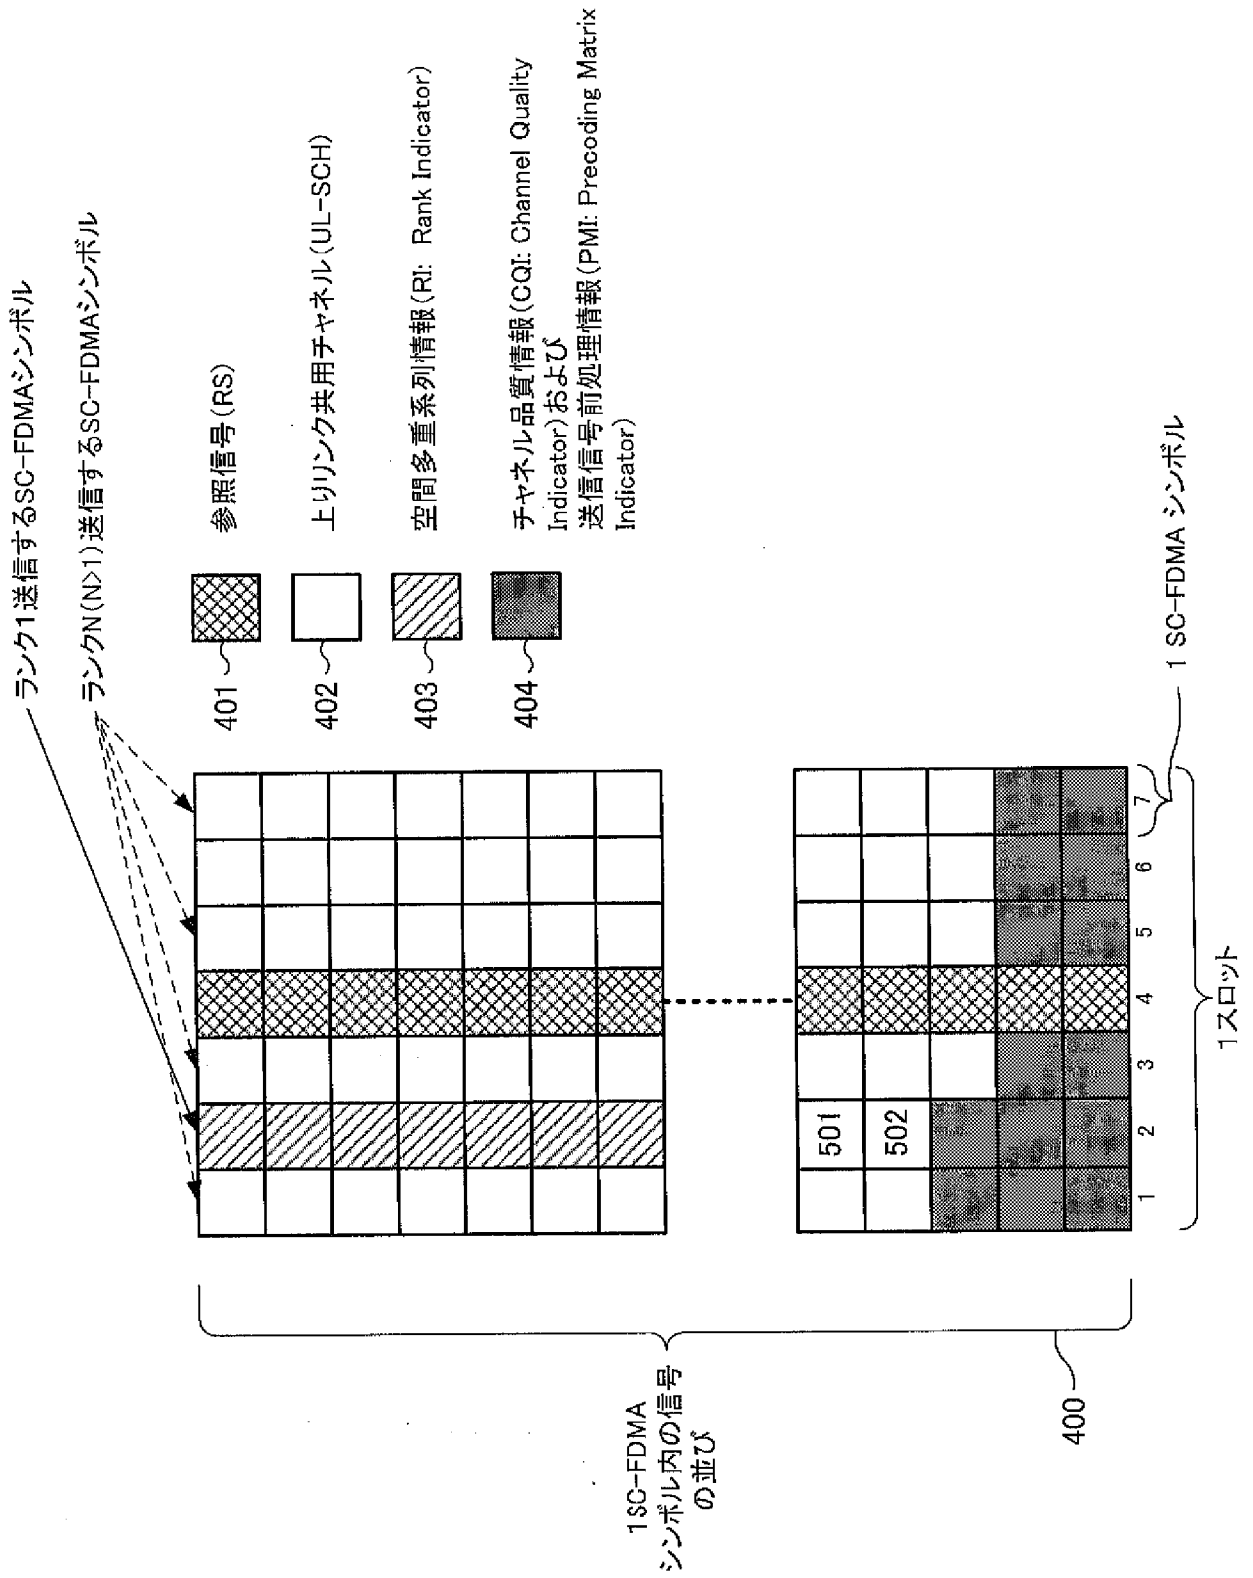 ランク1送信するSC-FDMAシンボル
ランクN(N>1)送信するSC-FDMAシンボル
401
参照信号(RS)
402
上りリンク共用チャネル(UL-SCH)
403
空間多重系列情報(RI: Rank Indicator)
404
チャネル品質情報(CQI: Channel Quality
Indicator)および
送信信号前処理情報(PMI: Precoding Matrix
Indicator)
1SC-FDMA
シンボル内の信号
の並び
400
501
502
1 2 3 4 5 6 7
1スロット
1 SC-FDMA シンボル